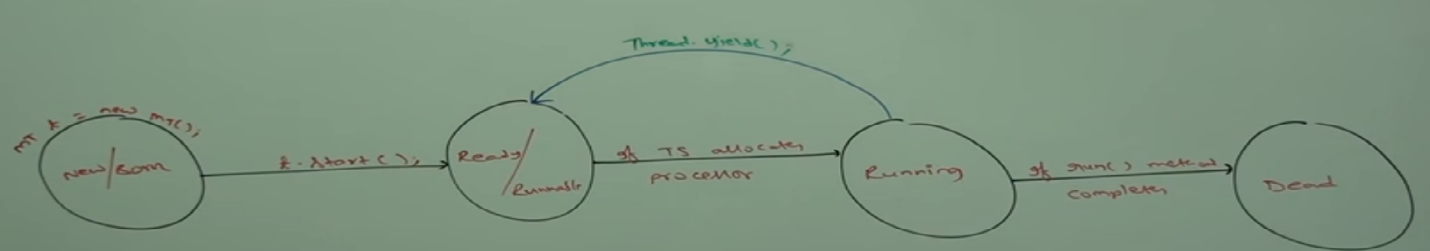 Thread.yield();
MT t = new MT();
New/Born
t.start();
Ready/
Runnable
if TS allocates
processor
Running
if run() method
completes
Dead